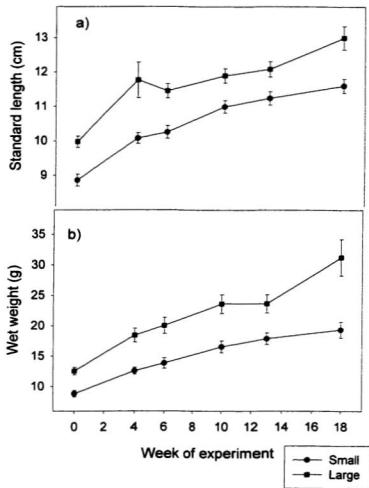 a)
Standard length (cm)
13
12
11
10
9
b)
Wet weight (g)
35
30
25
20
15
10
0 2 4 6 8 10 12 14 16 18
Week of experiment
Small
Large